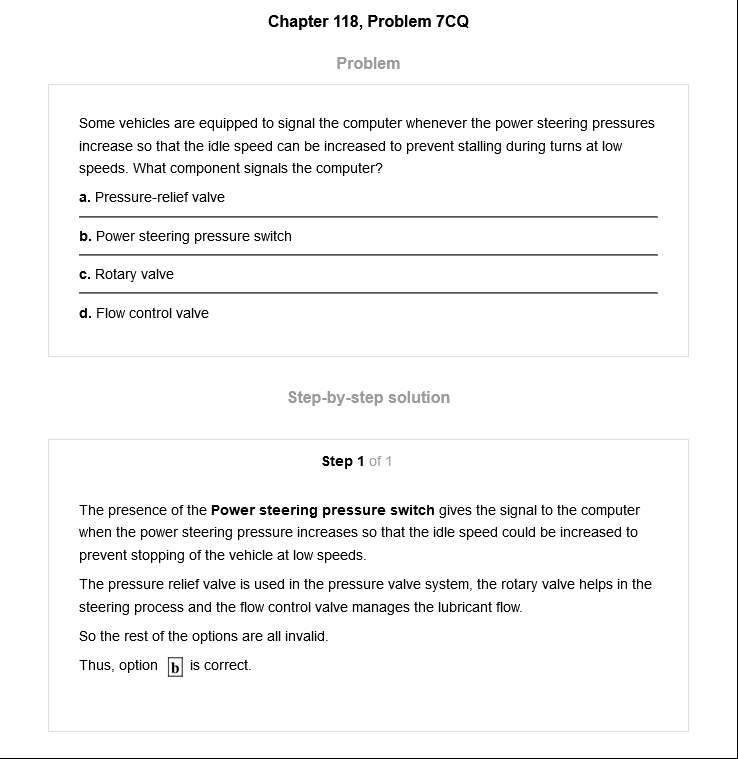 Chapter 118, Problem 7CQ
Problem
Some vehicles are equipped to signal the computer whenever the power steering pressures
increase so that the idle speed can be increased to prevent stalling during turns at low
speeds. What component signals the computer?
a. Pressure-relief valve
b. Power steering pressure switch
c. Rotary valve
d. Flow control valve
Step-by-step solution
Step 1 of 1
The presence of the Power steering pressure switch gives the signal to the computer
when the power steering pressure increases so that the idle speed could be increased to
prevent stopping of the vehicle at low speeds.
The pressure relief valve is used in the pressure valve system, the rotary valve helps in the
steering process and the flow control valve manages the lubricant flow.
So the rest of the options are all invalid.
Thus, option b is correct.